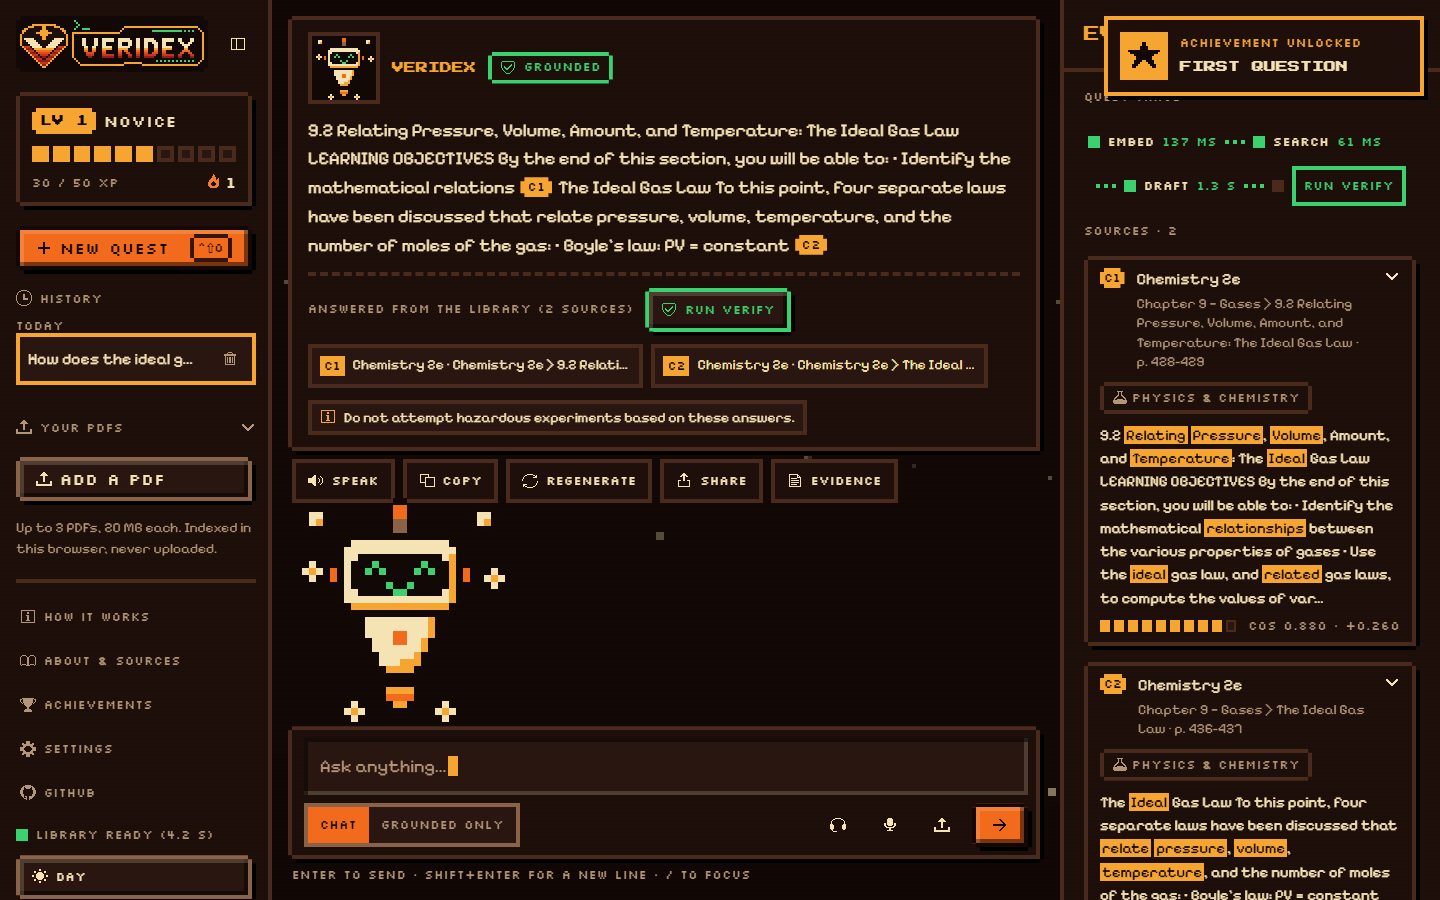 VERIDEX
LV 1 NOVICE
30 / 50 XP 1
+ NEW QUEST ^⇧O
HISTORY
TODAY
How does the ideal g...
YOUR PDFS
ADD A PDF
Up to 3 PDFs, 20 MB each. Indexed in
this browser, never uploaded.
HOW IT WORKS
ABOUT & SOURCES
ACHIEVEMENTS
SETTINGS
GITHUB
LIBRARY READY (4.2 S)
DAY
VERIDEX GROUNDED
9.2 Relating Pressure, Volume, Amount, and Temperature: The Ideal Gas Law
LEARNING OBJECTIVES By the end of this section, you will be able to: • Identify the
mathematical relations C1 The Ideal Gas Law To this point, four separate laws
have been discussed that relate pressure, volume, temperature, and the
number of moles of the gas: • Boyle's law: PV = constant C2
ANSWERED FROM THE LIBRARY (2 SOURCES) RUN VERIFY
C1 Chemistry 2e · Chemistry 2e > 9.2 Relati...
C2 Chemistry 2e · Chemistry 2e > The Ideal ...
Do not attempt hazardous experiments based on these answers.
SPEAK COPY REGENERATE SHARE EVIDENCE
Ask anything...
CHAT GROUNDED ONLY
ENTER TO SEND · SHIFT+ENTER FOR A NEW LINE · / TO FOCUS
ACHIEVEMENT UNLOCKED
FIRST QUESTION
EMBED 137 MS SEARCH 61 MS
DRAFT 1.3 S RUN VERIFY
SOURCES · 2
C1 Chemistry 2e
Chapter 9 - Gases > 9.2 Relating
Pressure, Volume, Amount, and
Temperature: The Ideal Gas Law ·
p. 428-429
PHYSICS & CHEMISTRY
9.2 Relating Pressure, Volume, Amount,
and Temperature: The Ideal Gas Law
LEARNING OBJECTIVES By the end of this
section, you will be able to: • Identify the
mathematical relationships between
the various properties of gases • Use
the ideal gas law, and related gas laws,
to compute the values of var...
COS 0.880 · +0.260
C2 Chemistry 2e
Chapter 9 - Gases > The Ideal Gas
Law · p. 436-437
PHYSICS & CHEMISTRY
The Ideal Gas Law To this point, four
separate laws have been discussed that
relate pressure, volume,
temperature, and the number of moles
of the gas: • Boyle's law: PV = constant